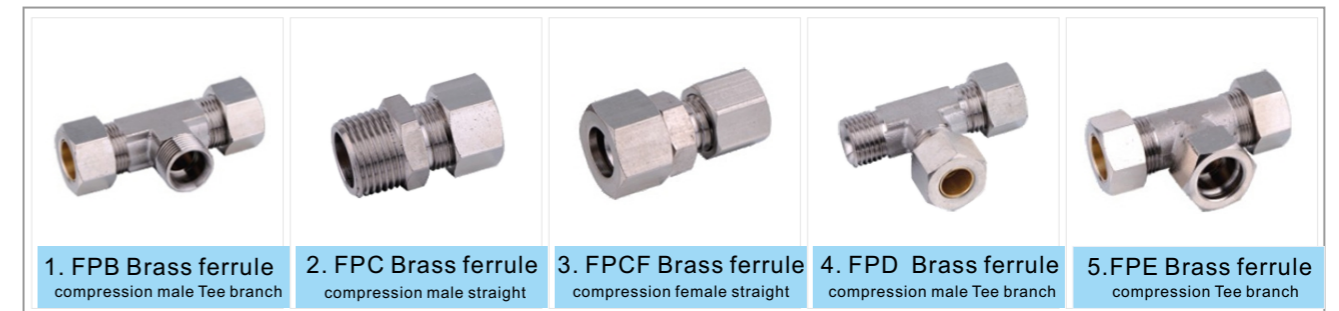 1. FPB Brass ferrule
compression male Tee branch
2. FPC Brass ferrule
compression male straight
3. FPCF Brass ferrule
compression female straight
4. FPD Brass ferrule
compression male Tee branch
5.FPE Brass ferrule
compression Tee branch